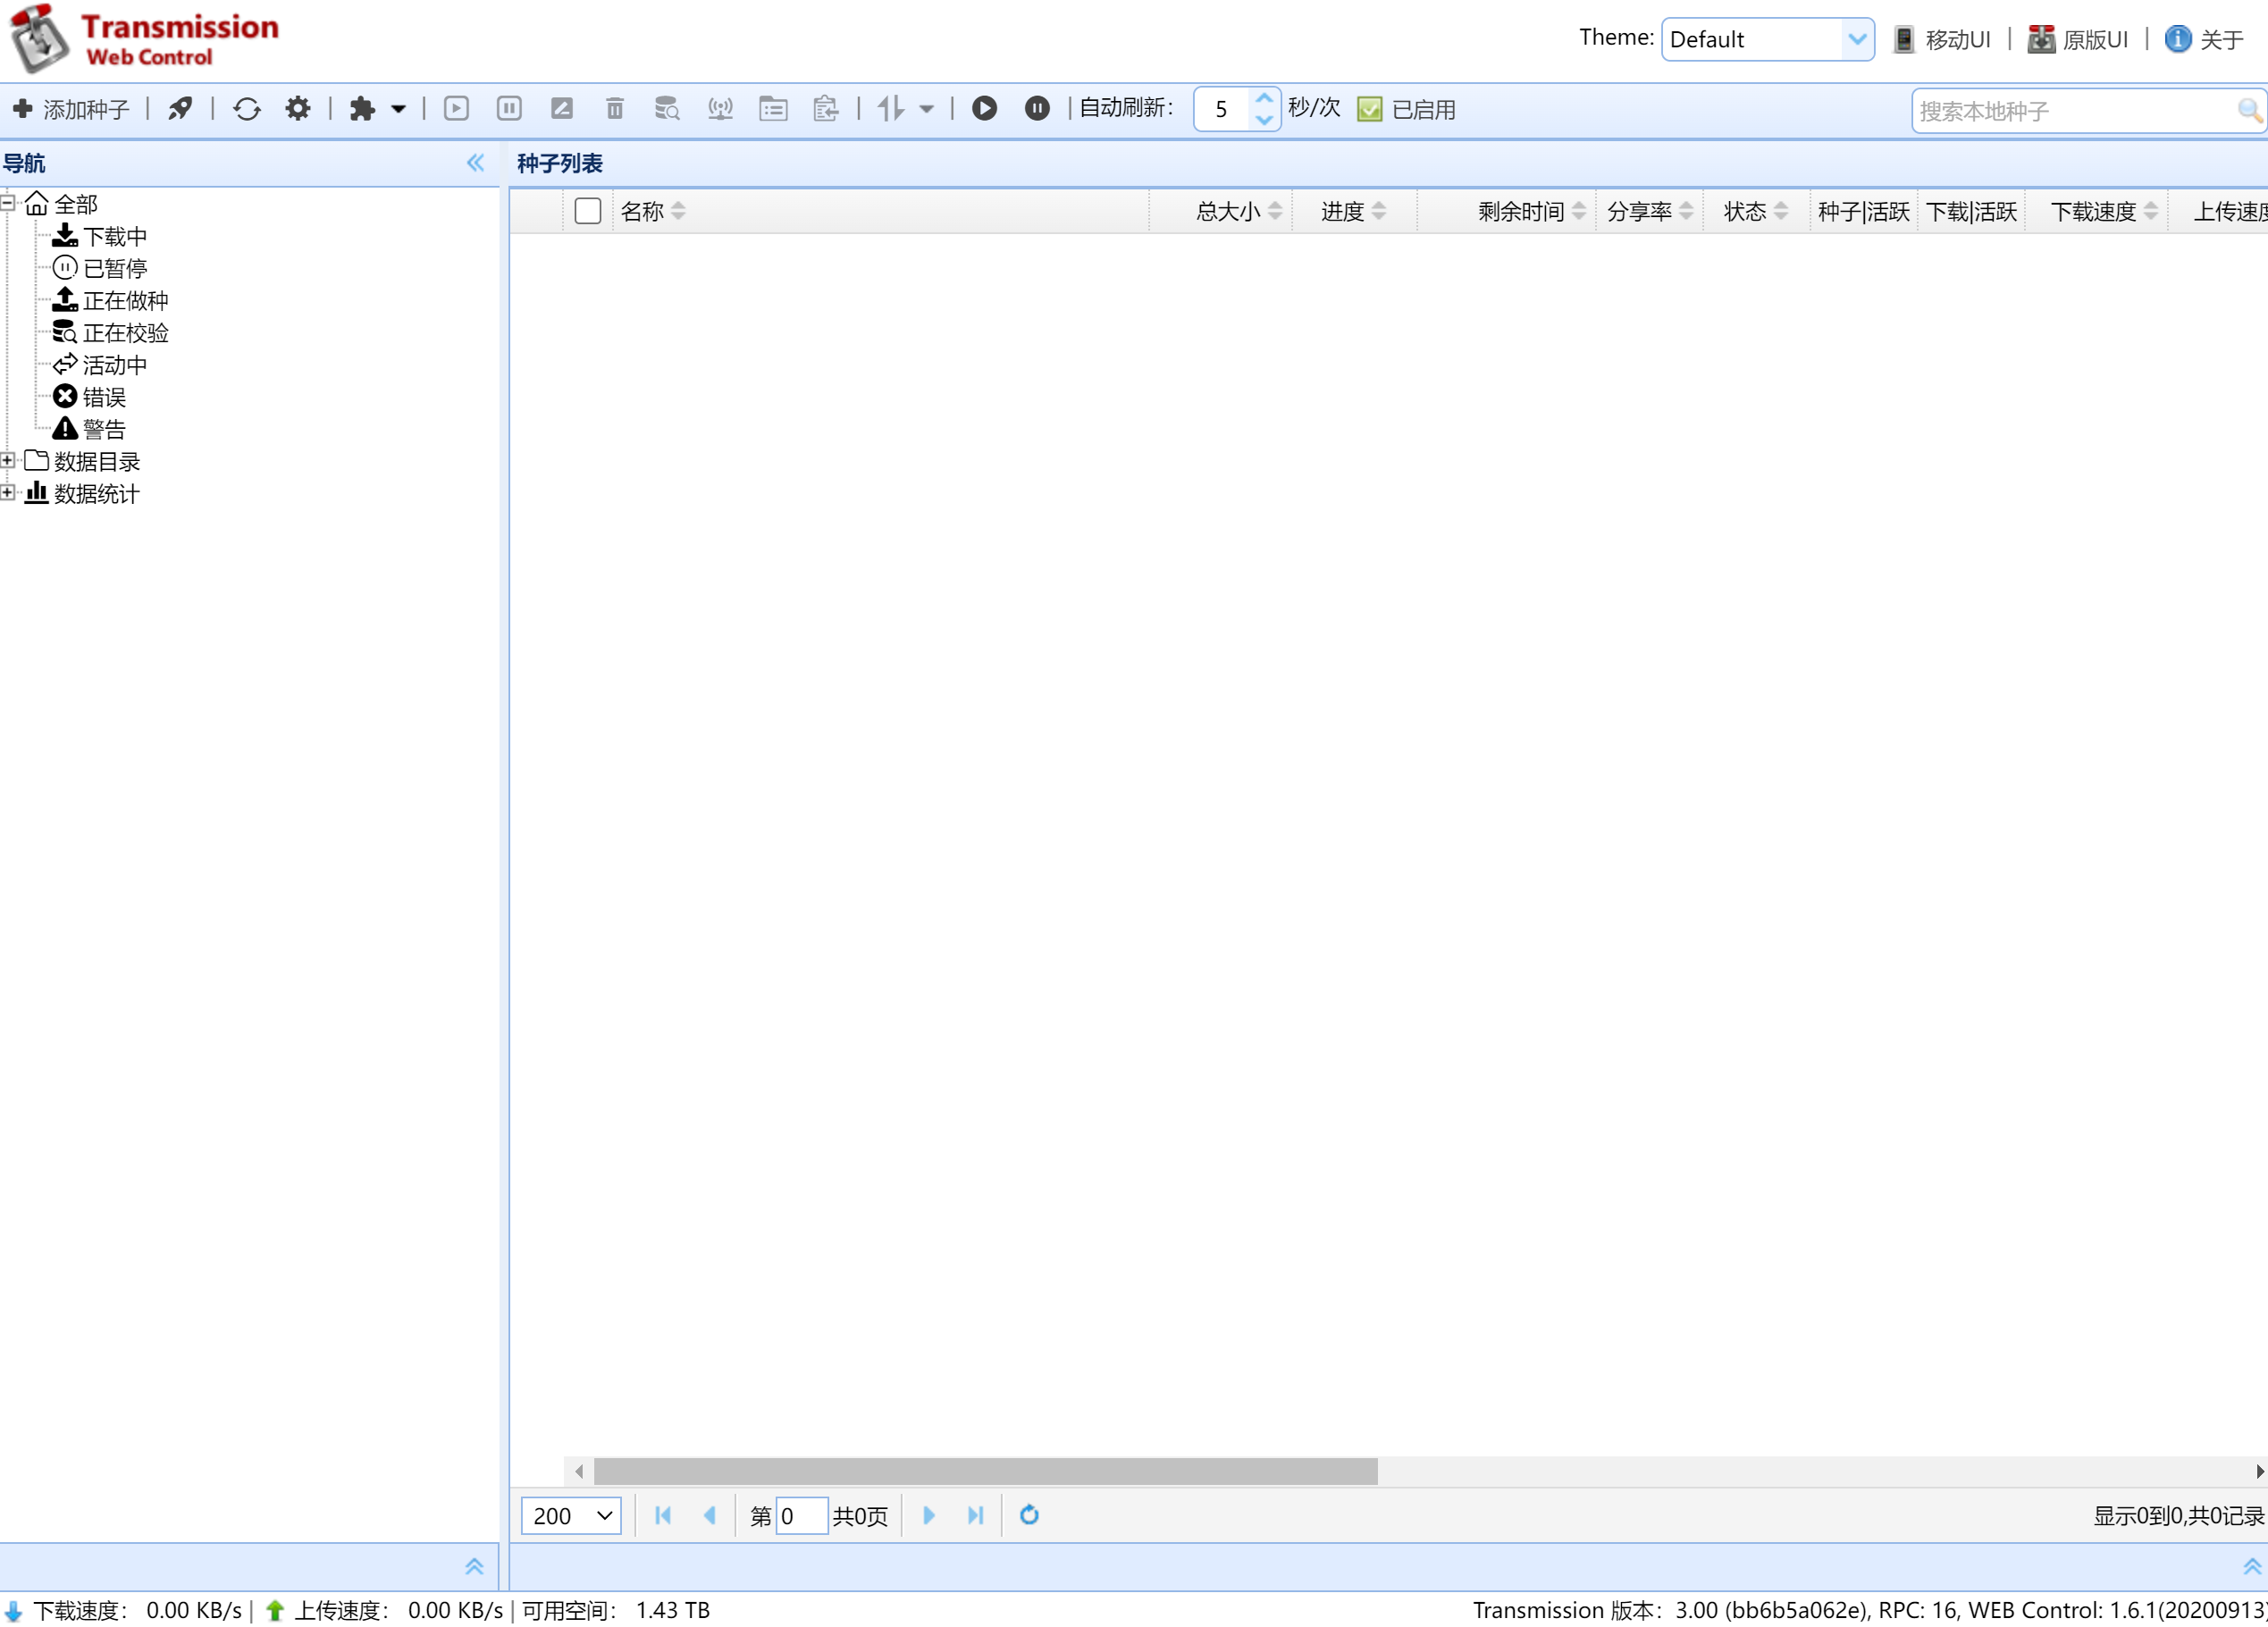 Transmission
Web Control
Theme: Default 移动UI | 原版UI | 关于
添加种子 | 自动刷新： 5 秒/次 已启用 搜索本地种子
导航
种子列表
名称 总大小 进度 剩余时间 分享率 状态 种子|活跃 下载|活跃 下载速度 上传速度
全部
下载中
已暂停
正在做种
正在校验
活动中
错误
警告
数据目录
数据统计
200 第 0 共0页 显示0到0,共0记录
下载速度： 0.00 KB/s | 上传速度： 0.00 KB/s | 可用空间： 1.43 TB
Transmission 版本： 3.00 (bb6b5a062e), RPC: 16, WEB Control: 1.6.1(20200913)